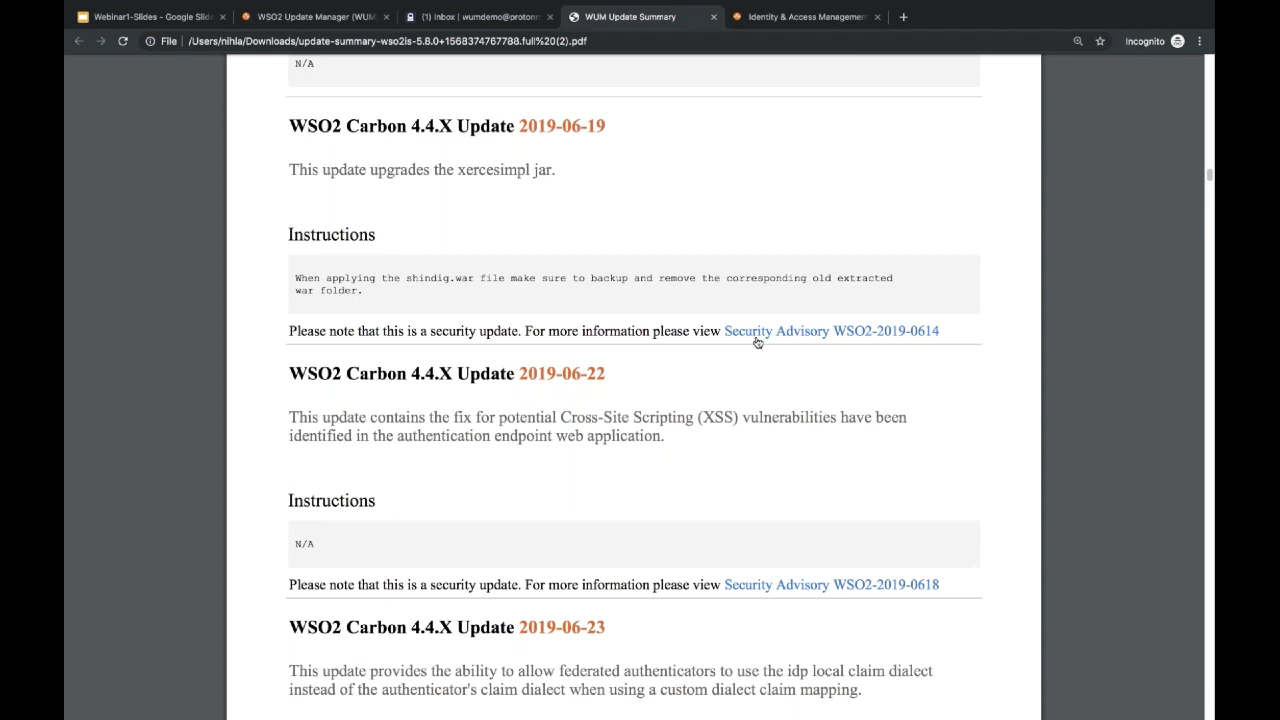 Webinar1-Slides - Google Slid
WSO2 Update Manager (WUM
(1) Inbox | wumdemo@protonm
WUM Update Summary
Identity & Access Management
File | /Users/nihla/Downloads/update-summary-wso2is-5.8.0+1568374767788.full%20(2).pdf
Incognito
N/A
WSO2 Carbon 4.4.X Update 2019-06-19
This update upgrades the xercesimpl jar.
Instructions
When applying the shindig.war file make sure to backup and remove the corresponding old extracted
war folder.
Please note that this is a security update. For more information please view Security Advisory WSO2-2019-0614
WSO2 Carbon 4.4.X Update 2019-06-22
This update contains the fix for potential Cross-Site Scripting (XSS) vulnerabilities have been
identified in the authentication endpoint web application.
Instructions
N/A
Please note that this is a security update. For more information please view Security Advisory WSO2-2019-0618
WSO2 Carbon 4.4.X Update 2019-06-23
This update provides the ability to allow federated authenticators to use the idp local claim dialect
instead of the authenticator's claim dialect when using a custom dialect claim mapping.